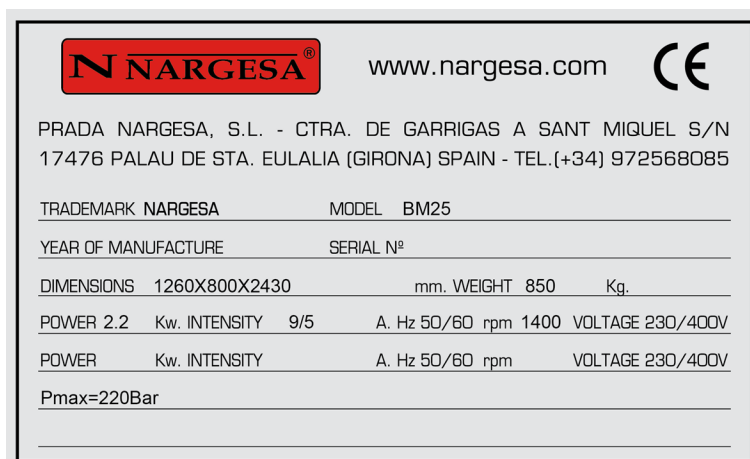 N NARGESA® www.nargesa.com CE
PRADA NARGESA, S.L. - CTRA. DE GARRIGAS A SANT MIQUEL S/N
17476 PALAU DE STA. EULALIA (GIRONA) SPAIN - TEL.(+34) 972568085
TRADEMARK NARGESA MODEL BM25
YEAR OF MANUFACTURE SERIAL Nº
DIMENSIONS 1260X800X2430 mm. WEIGHT 850 Kg.
POWER 2.2 Kw. INTENSITY 9/5 A. Hz 50/60 rpm 1400 VOLTAGE 230/400V
POWER Kw. INTENSITY A. Hz 50/60 rpm VOLTAGE 230/400V
Pmax=220Bar